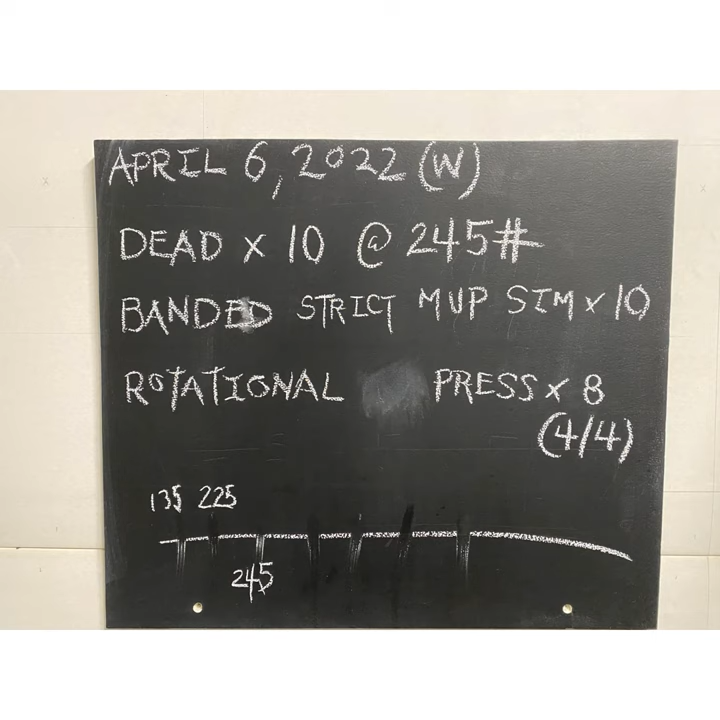 APRIL 6, 2022 (W)
DEAD x 10 @ 245#
BANDED STRICT MUP SIM x 10
ROTATIONAL PRESS x 8
(4/4)
135 225
245